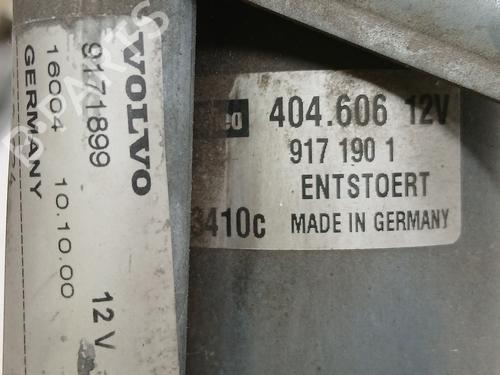 VOLVO
9171899
16004 10.10.00
GERMANY
12 V
404.606 12V
917 190 1
ENTSTOERT
3410c MADE IN GERMANY